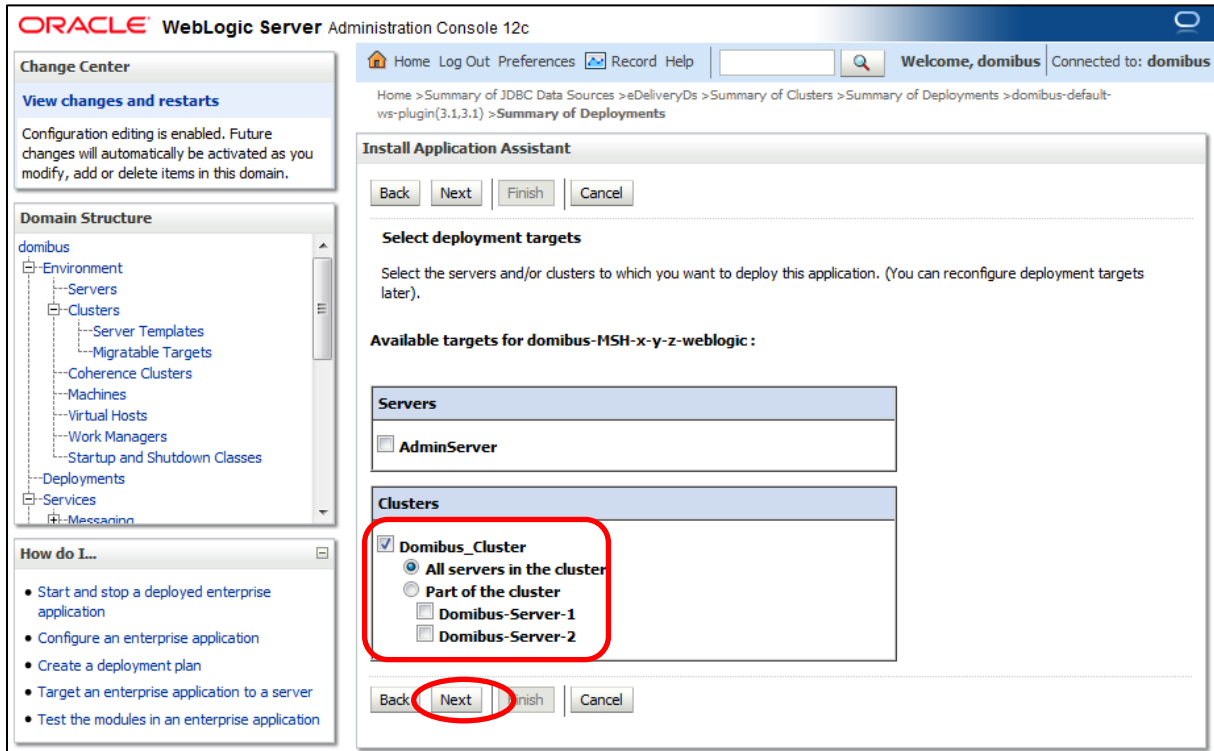 ORACLE WebLogic Server Administration Console 12c
Change Center
View changes and restarts
Configuration editing is enabled. Future
changes will automatically be activated as you
modify, add or delete items in this domain.
Domain Structure
domibus
Environment
Servers
Clusters
Server Templates
Migratable Targets
Coherence Clusters
Machines
Virtual Hosts
Work Managers
Startup and Shutdown Classes
Deployments
Services
Messaging
How do I...
Start and stop a deployed enterprise
application
Configure an enterprise application
Create a deployment plan
Target an enterprise application to a server
Test the modules in an enterprise application
Home Log Out Preferences Record Help
Welcome, domibus Connected to: domibus
Home >Summary of JDBC Data Sources >eDeliveryDs >Summary of Clusters >Summary of Deployments >domibus-default-
ws-plugin(3.1,3.1) >Summary of Deployments
Install Application Assistant
Back Next Finish Cancel
Select deployment targets
Select the servers and/or clusters to which you want to deploy this application. (You can reconfigure deployment targets
later).
Available targets for domibus-MSH-x-y-z-weblogic :
Servers
AdminServer
Clusters
Domibus_Cluster
All servers in the cluster
Part of the cluster
Domibus-Server-1
Domibus-Server-2
Back Next Finish Cancel